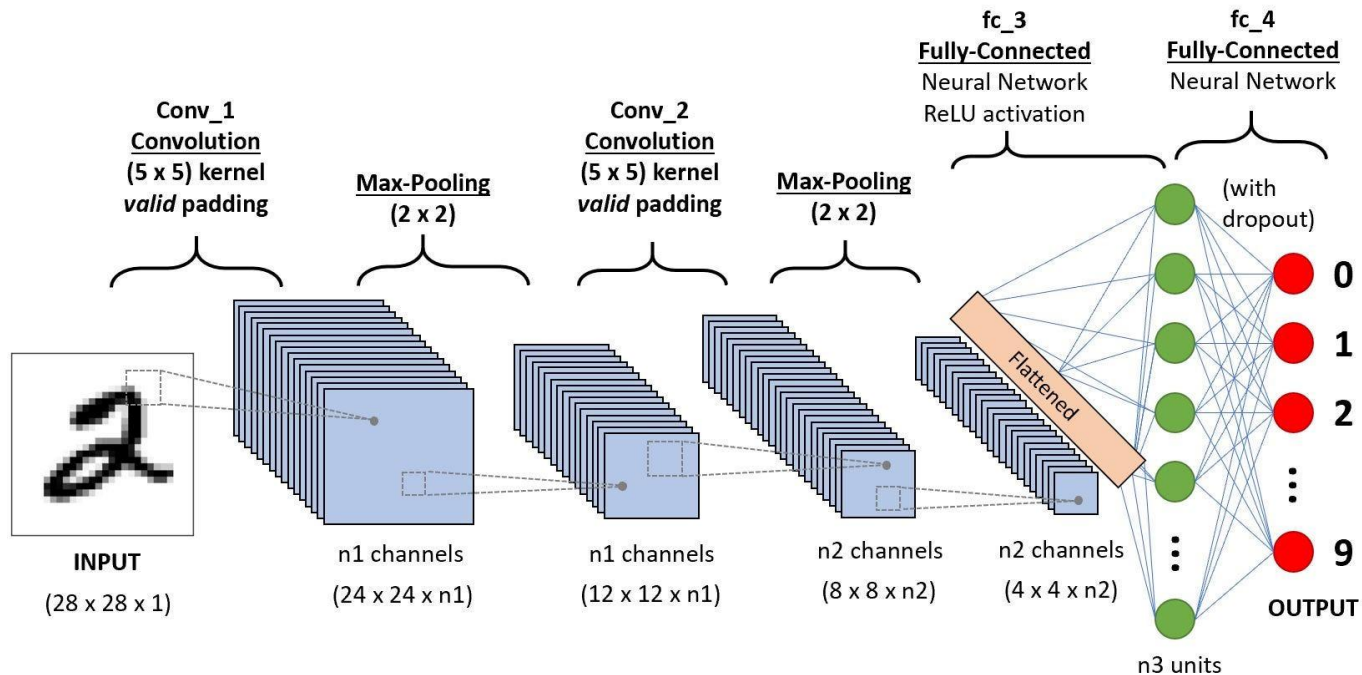 Conv_1
Convolution
(5 x 5) kernel
valid padding
Max-Pooling
(2 x 2)
Conv_2
Convolution
(5 x 5) kernel
valid padding
Max-Pooling
(2 x 2)
fc_3
Fully-Connected
Neural Network
ReLU activation
fc_4
Fully-Connected
Neural Network
(with
dropout)
2
INPUT
(28 x 28 x 1)
n1 channels
(24 x 24 x n1)
n1 channels
(12 x 12 x n1)
n2 channels
(8 x 8 x n2)
n2 channels
(4 x 4 x n2)
Flattened
n3 units
0
1
2
...
9
OUTPUT
...